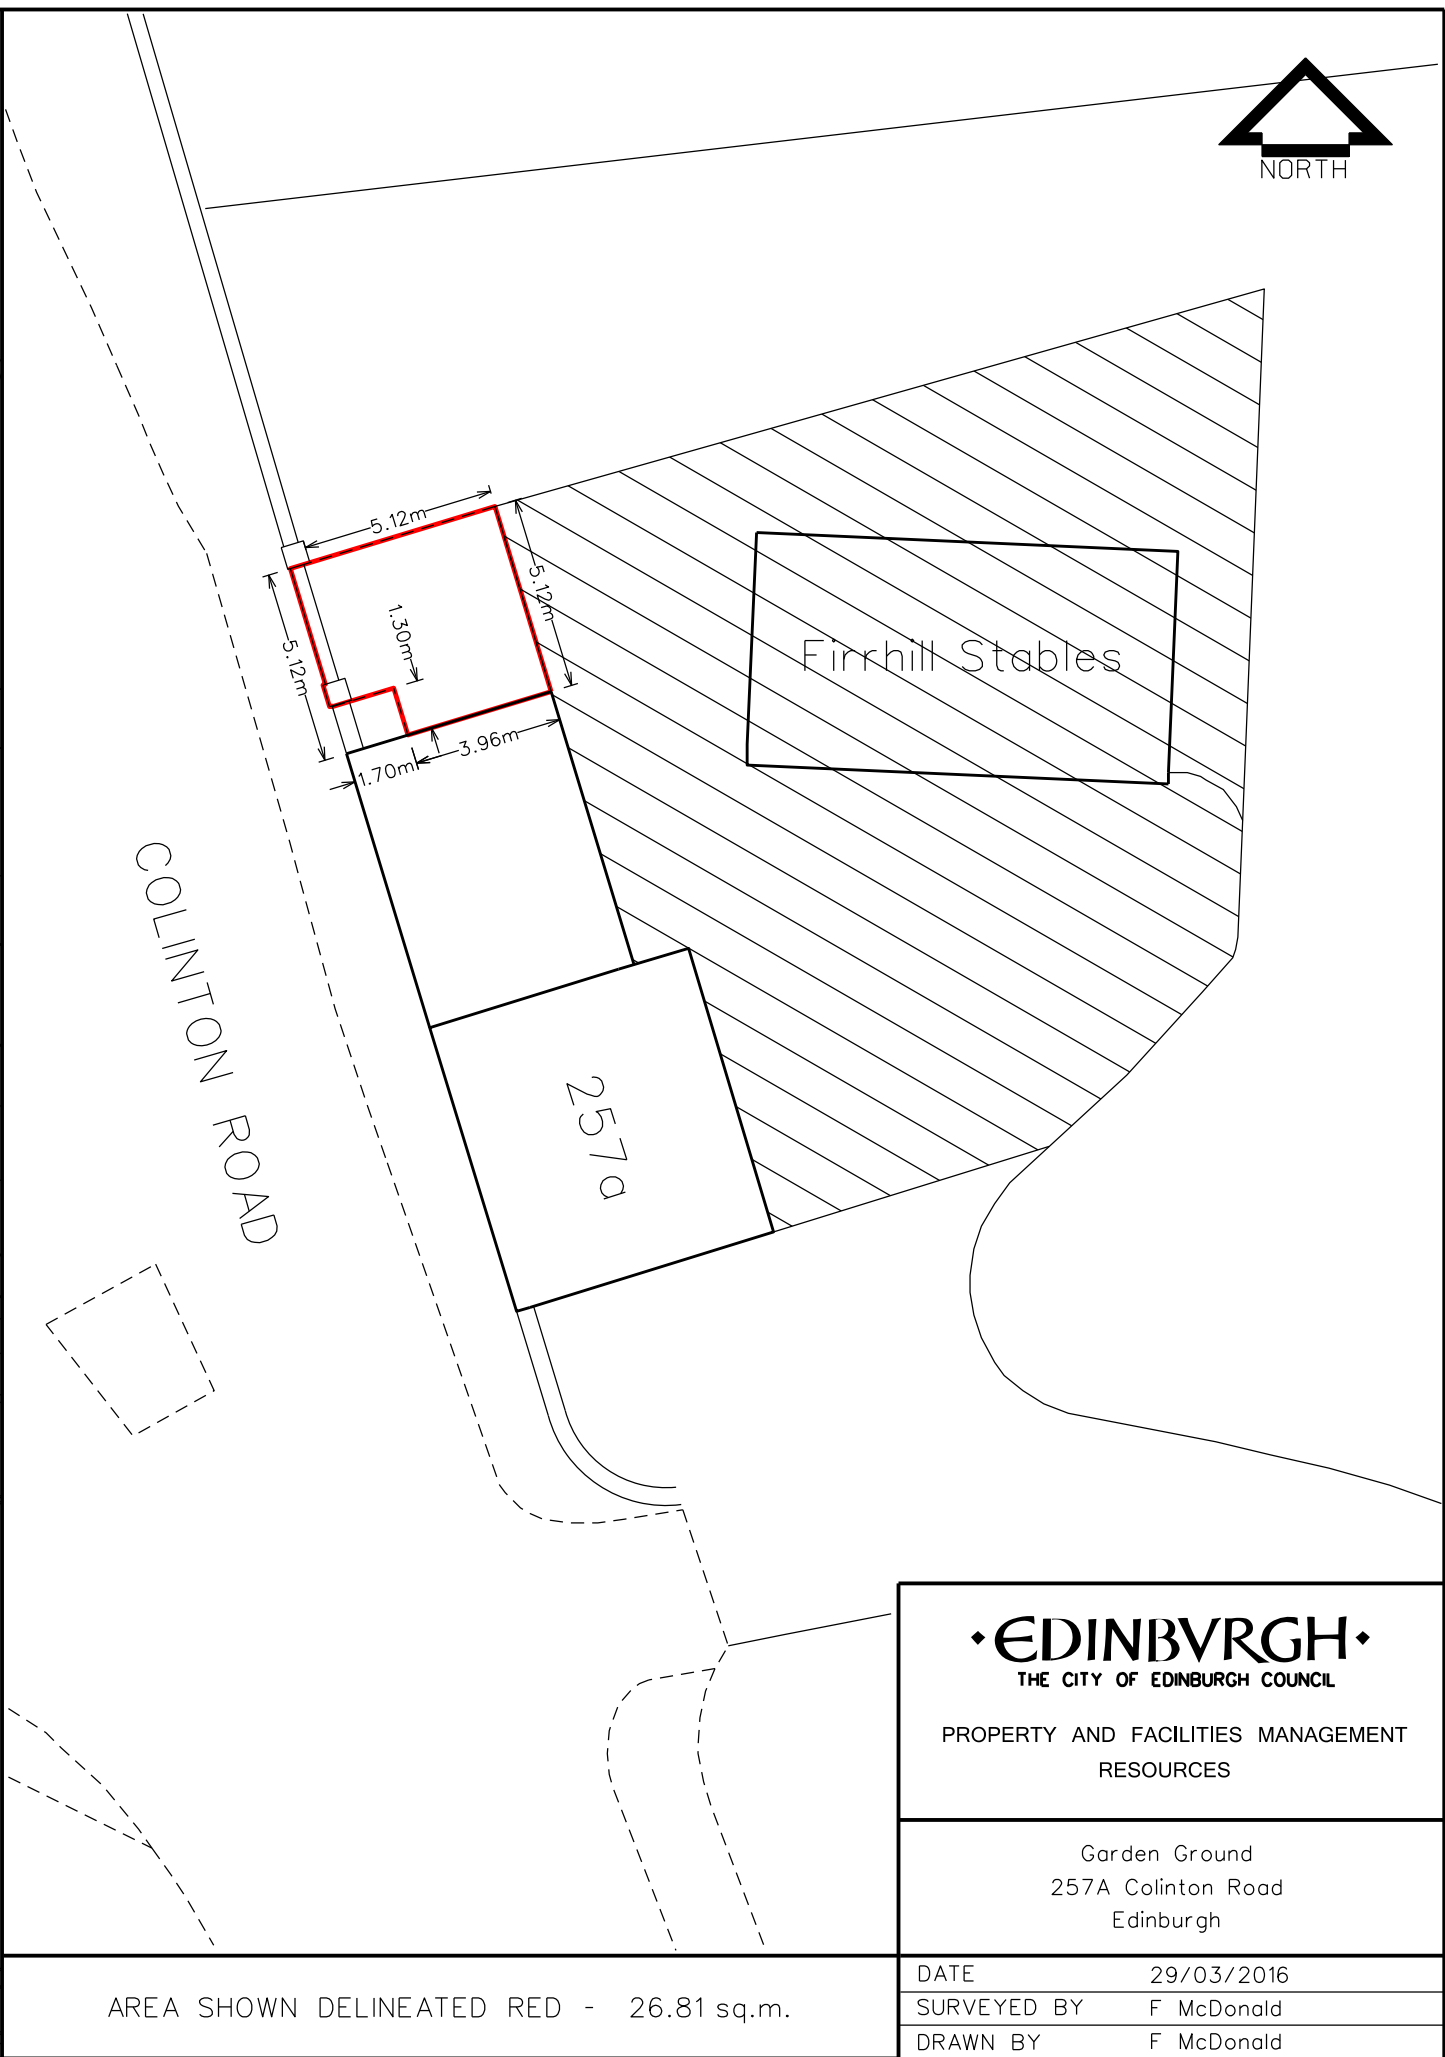 NORTH
5.12m
5.12m
1.30m
5.12m
Firrhill Stables
3.96m
1.70m
COLINTON ROAD
257a
·EDINBVRGH·
THE CITY OF EDINBURGH COUNCIL
PROPERTY AND FACILITIES MANAGEMENT
RESOURCES
Garden Ground
257A Colinton Road
Edinburgh
AREA SHOWN DELINEATED RED - 26.81 sq.m.
DATE 29/03/2016
SURVEYED BY F McDonald
DRAWN BY F McDonald